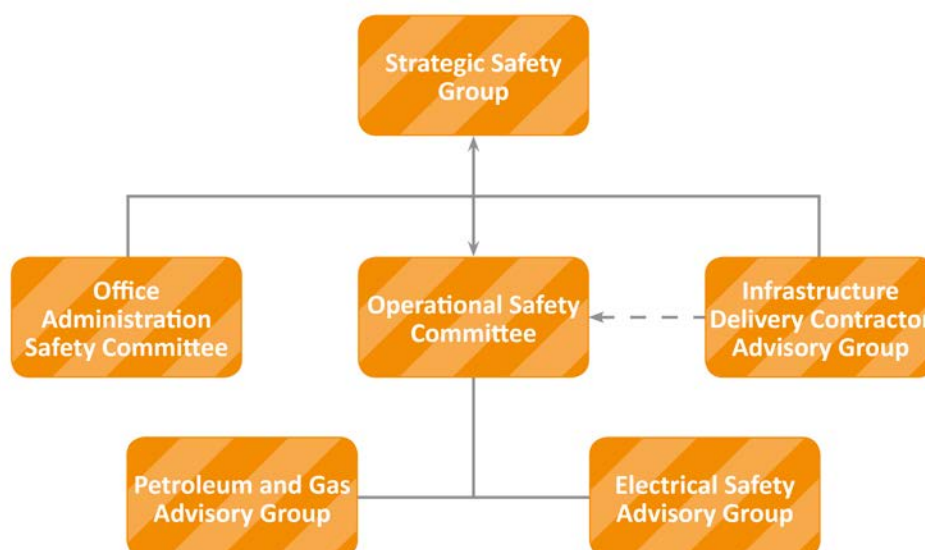 Strategic Safety
Group
Office
Administration
Safety Committee
Operational Safety
Committee
Infrastructure
Delivery Contractor
Advisory Group
Petroleum and Gas
Advisory Group
Electrical Safety
Advisory Group